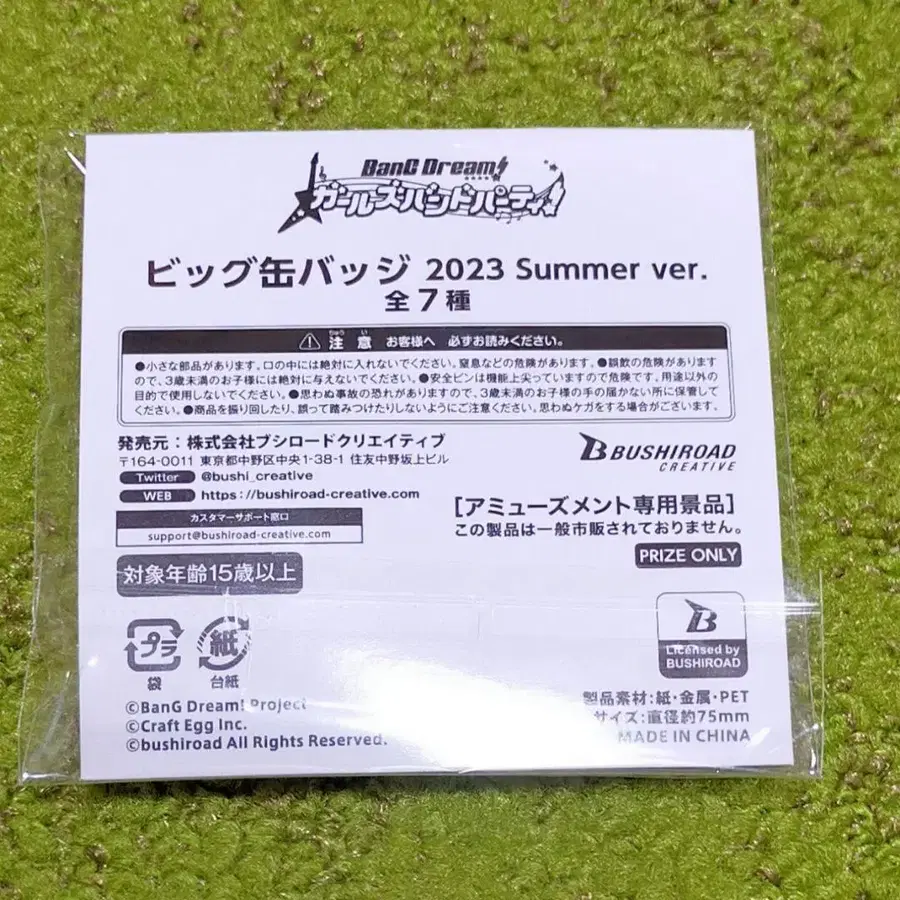 BanG Dream!
ガールズバンドパーティ!
ビッグ缶バッジ 2023 Summer ver.
全7種
注意 お客様へ 必ずお読みください。
●小さな部品があります。口の中には絶対に入れないでください。窒息などの危険があります。●誤飲の危険がありますので、3歳未満のお子様には絶対に与えないでください。●安全ピンは機能上尖っていますので危険です。用途以外の目的で使用しないでください。●思わぬ事故の恐れがありますので、3歳未満のお子様の手の届かない所に保管してください。●商品を振り回したり、誤って踏みつけたりしないようにご注意ください。思わぬケガをする場合がございます。
発売元:株式会社ブシロードクリエイティブ
〒164-0011 東京都中野区中央1-38-1 住友中野坂上ビル
Twitter @bushi_creative
WEB https://bushiroad-creative.com
カスタマーサポート窓口
support@bushiroad-creative.com
BUSHIROAD
CREATIVE
[アミューズメント専用景品]
この製品は一般市販されておりません。
PRIZE ONLY
対象年齢15歳以上
プラ
袋
紙
台紙
Licensed by
BUSHIROAD
©BanG Dream! Project
©Craft Egg Inc.
©bushiroad All Rights Reserved.
製品素材:紙・金属・PET
サイズ:直径約75mm
MADE IN CHINA